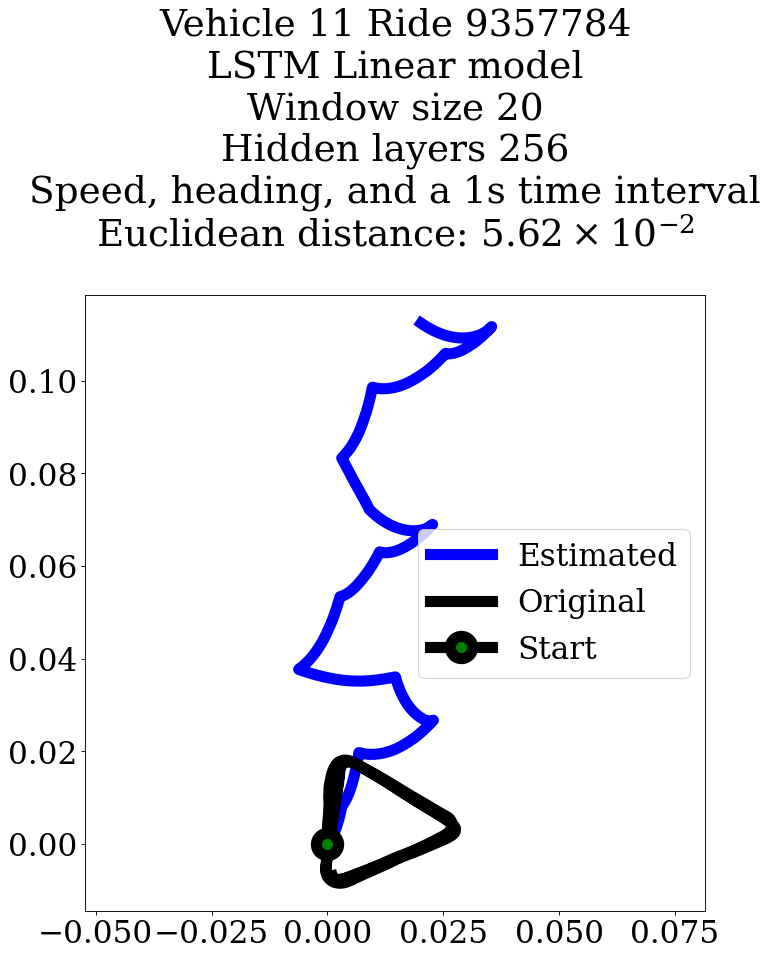 Vehicle 11 Ride 9357784
LSTM Linear model
Window size 20
Hidden layers 256
Speed, heading, and a 1s time interval
Euclidean distance: 5.62 × 10⁻²
0.10
0.08
0.06
0.04
0.02
0.00
Estimated
Original
Start
−0.050 −0.025 0.000 0.025 0.050 0.075